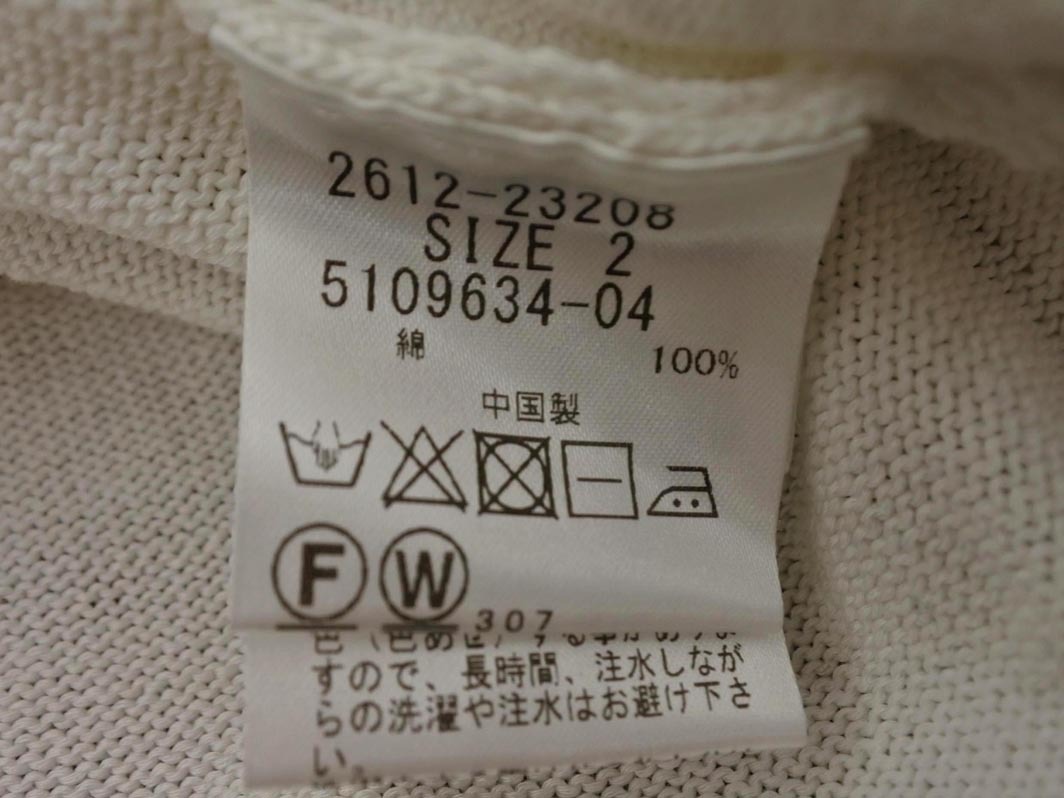 2612-23208
SIZE 2
5109634-04
綿 100%
中国製
F W 307
すので、長時間、注水しなが
らの洗濯や注水はお避け下さ
い。